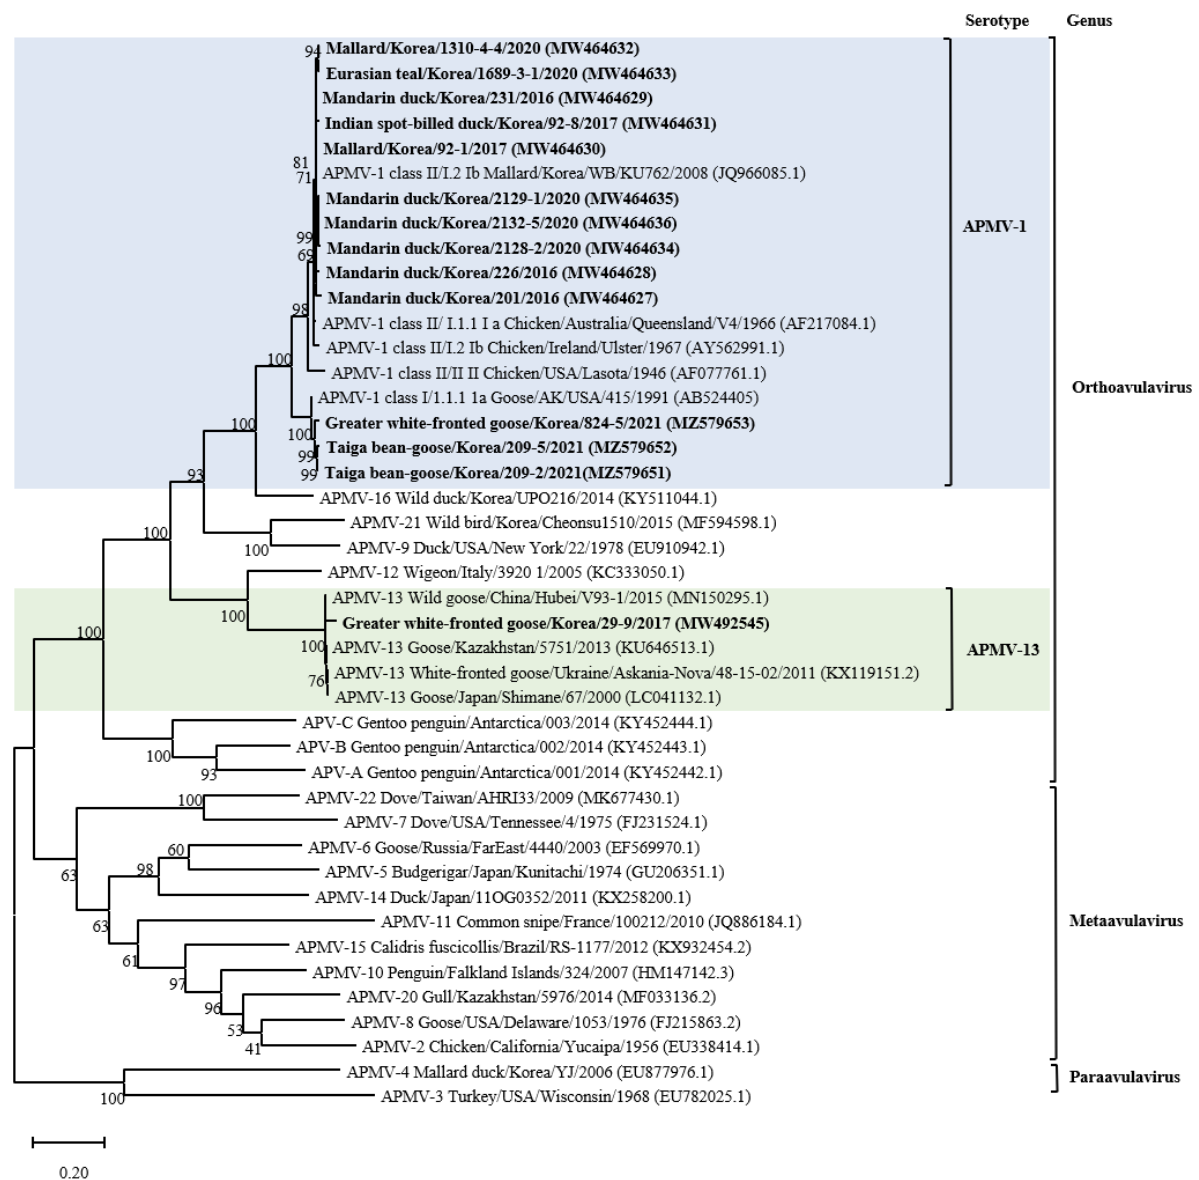 Serotype Genus
94 Mallard/Korea/1310-4-4/2020 (MW464632)
Eurasian teal/Korea/1689-3-1/2020 (MW464633)
Mandarin duck/Korea/231/2016 (MW464629)
Indian spot-billed duck/Korea/92-8/2017 (MW464631)
Mallard/Korea/92-1/2017 (MW464630)
81
71 APMV-1 class II/I.2 Ib Mallard/Korea/WB/KU762/2008 (JQ966085.1)
Mandarin duck/Korea/2129-1/2020 (MW464635)
Mandarin duck/Korea/2132-5/2020 (MW464636)
APMV-1
99
Mandarin duck/Korea/2128-2/2020 (MW464634)
69
Mandarin duck/Korea/226/2016 (MW464628)
Mandarin duck/Korea/201/2016 (MW464627)
98
APMV-1 class II/ I.1.1 I a Chicken/Australia/Queensland/V4/1966 (AF217084.1)
APMV-1 class II/I.2 Ib Chicken/Ireland/Ulster/1967 (AY562991.1)
100
APMV-1 class II/II II Chicken/USA/Lasota/1946 (AF077761.1)
Orthoavulavirus
APMV-1 class I/1.1.1 1a Goose/AK/USA/415/1991 (AB524405)
100 Greater white-fronted goose/Korea/824-5/2021 (MZ579653)
100
Taiga bean-goose/Korea/209-5/2021 (MZ579652)
99
93 99 Taiga bean-goose/Korea/209-2/2021(MZ579651)
APMV-16 Wild duck/Korea/UPO216/2014 (KY511044.1)
APMV-21 Wild bird/Korea/Cheonsu1510/2015 (MF594598.1)
100
100 APMV-9 Duck/USA/New York/22/1978 (EU910942.1)
APMV-12 Wigeon/Italy/3920 1/2005 (KC333050.1)
APMV-13 Wild goose/China/Hubei/V93-1/2015 (MN150295.1)
100 Greater white-fronted goose/Korea/29-9/2017 (MW492545)
100
100 APMV-13 Goose/Kazakhstan/5751/2013 (KU646513.1)
APMV-13
APMV-13 White-fronted goose/Ukraine/Askania-Nova/48-15-02/2011 (KX119151.2)
76
APMV-13 Goose/Japan/Shimane/67/2000 (LC041132.1)
APV-C Gentoo penguin/Antarctica/003/2014 (KY452444.1)
APV-B Gentoo penguin/Antarctica/002/2014 (KY452443.1)
100
93 APV-A Gentoo penguin/Antarctica/001/2014 (KY452442.1)
100 APMV-22 Dove/Taiwan/AHRI33/2009 (MK677430.1)
APMV-7 Dove/USA/Tennessee/4/1975 (FJ231524.1)
60 APMV-6 Goose/Russia/FarEast/4440/2003 (EF569970.1)
98 APMV-5 Budgerigar/Japan/Kunitachi/1974 (GU206351.1)
63
APMV-14 Duck/Japan/11OG0352/2011 (KX258200.1)
63 APMV-11 Common snipe/France/100212/2010 (JQ886184.1)
Metaavulavirus
APMV-15 Calidris fuscicollis/Brazil/RS-1177/2012 (KX932454.2)
61
APMV-10 Penguin/Falkland Islands/324/2007 (HM147142.3)
97
APMV-20 Gull/Kazakhstan/5976/2014 (MF033136.2)
96
APMV-8 Goose/USA/Delaware/1053/1976 (FJ215863.2)
53
41 APMV-2 Chicken/California/Yucaipa/1956 (EU338414.1)
APMV-4 Mallard duck/Korea/YJ/2006 (EU877976.1)
Paraavulavirus
100 APMV-3 Turkey/USA/Wisconsin/1968 (EU782025.1)
0.20